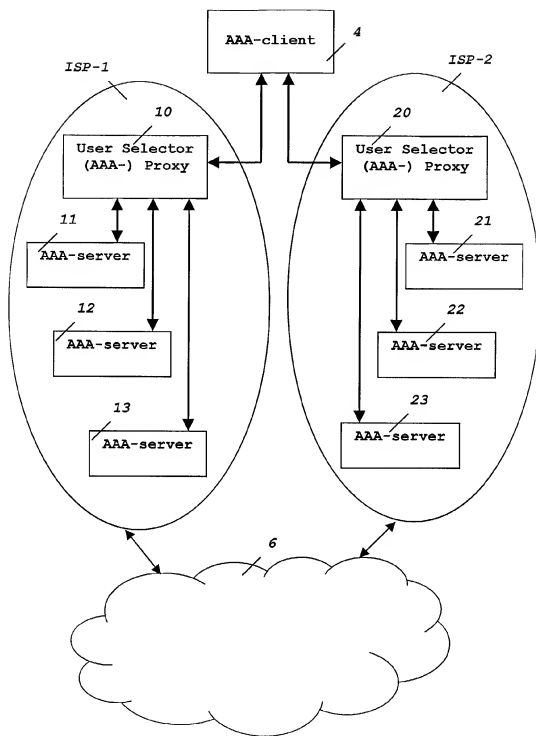 AAA-client
4
ISP-1
ISP-2
10
User Selector
(AAA-) Proxy
20
User Selector
(AAA-) Proxy
11
AAA-server
21
AAA-server
12
AAA-server
22
AAA-server
13
AAA-server
23
AAA-server
6